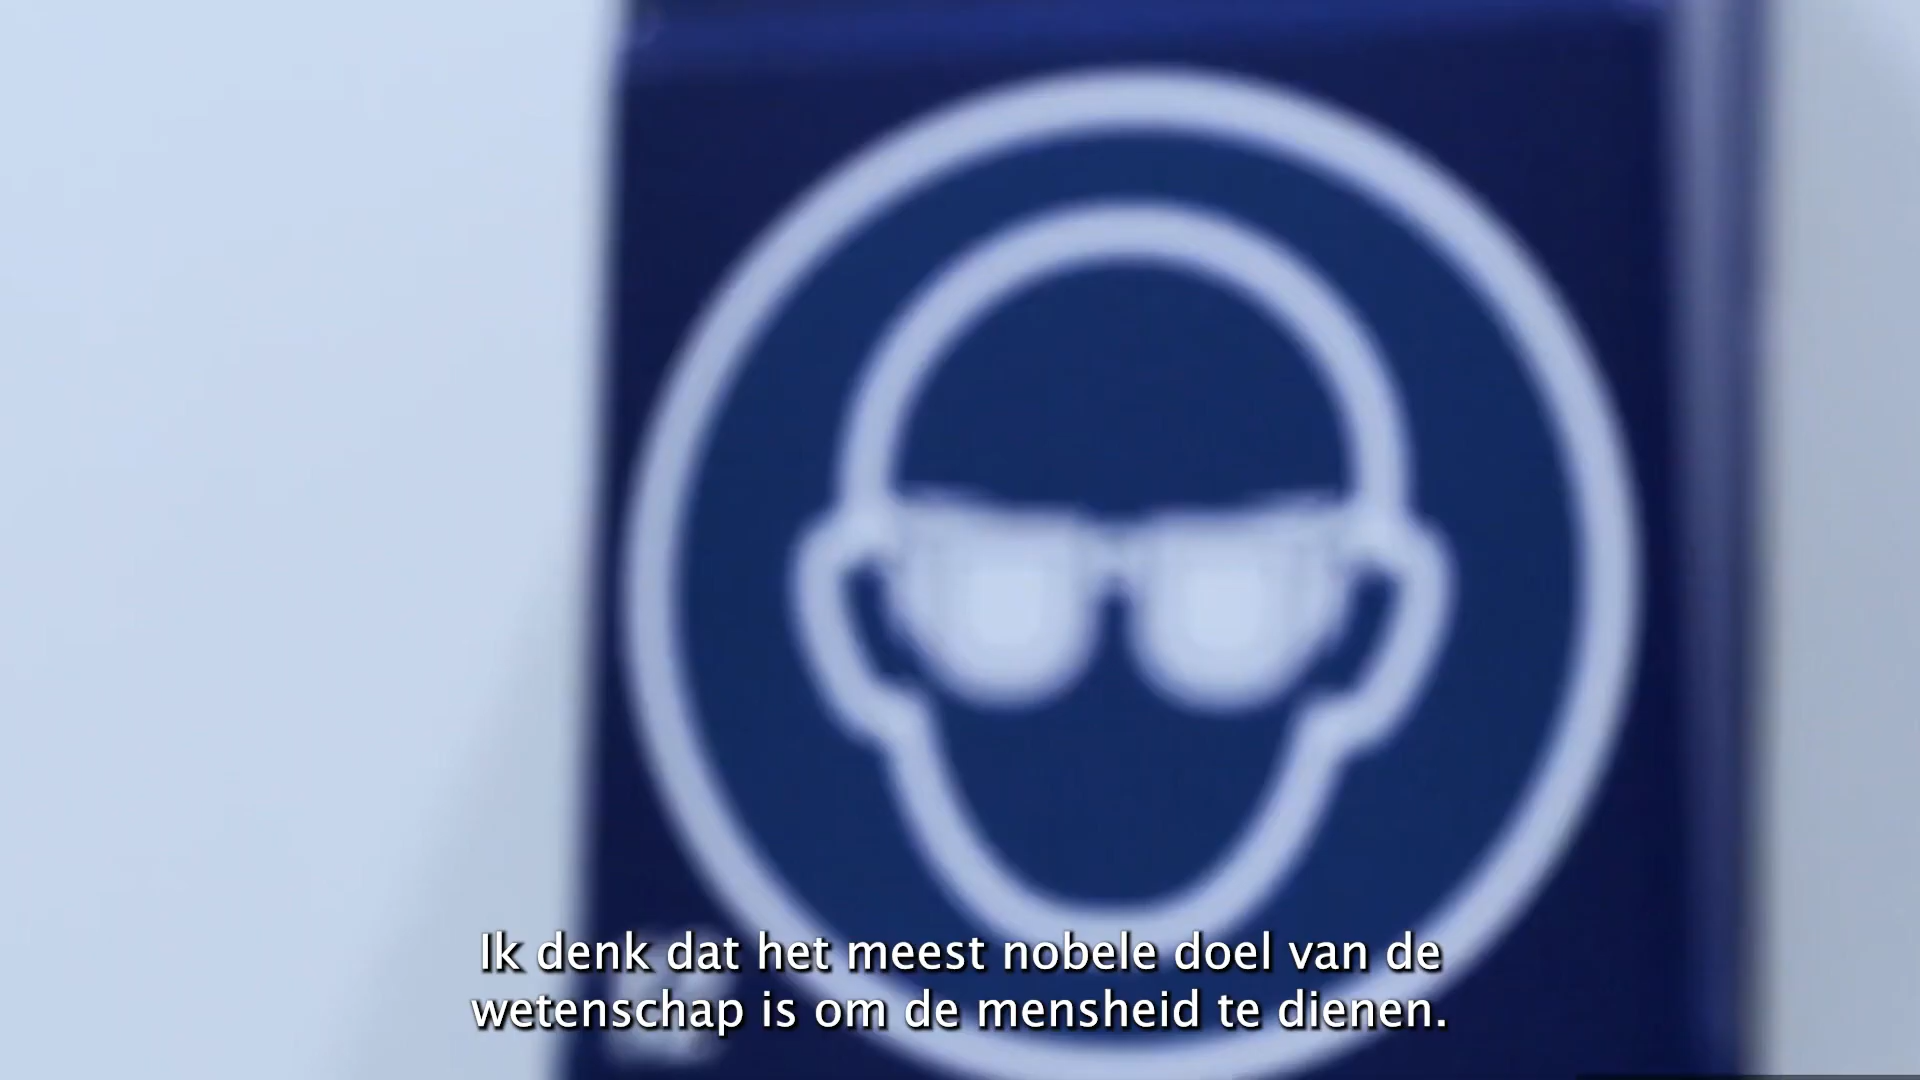 Ik denk dat het meest nobele doel van de
wetenschap is om de mensheid te dienen.